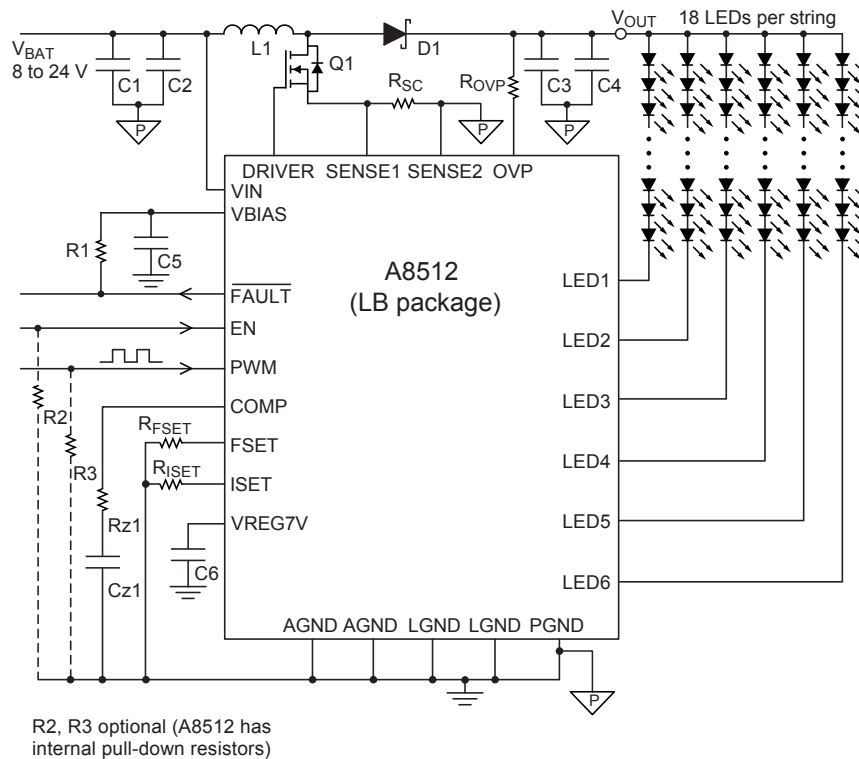 VOUT 18 LEDs per string
VBAT
8 to 24 V
L1
D1
Q1
C1
C2
RSC
ROVP
C3
C4
P
P
P
DRIVER SENSE1 SENSE2 OVP
VIN
VBIAS
R1
C5
A8512
(LB package)
FAULT
EN
PWM
COMP
R2
RFSET
FSET
R3
RISET
ISET
Rz1
VREG7V
Cz1
C6
LED1
LED2
LED3
LED4
LED5
LED6
AGND AGND LGND LGND PGND
P
R2, R3 optional (A8512 has
internal pull-down resistors)